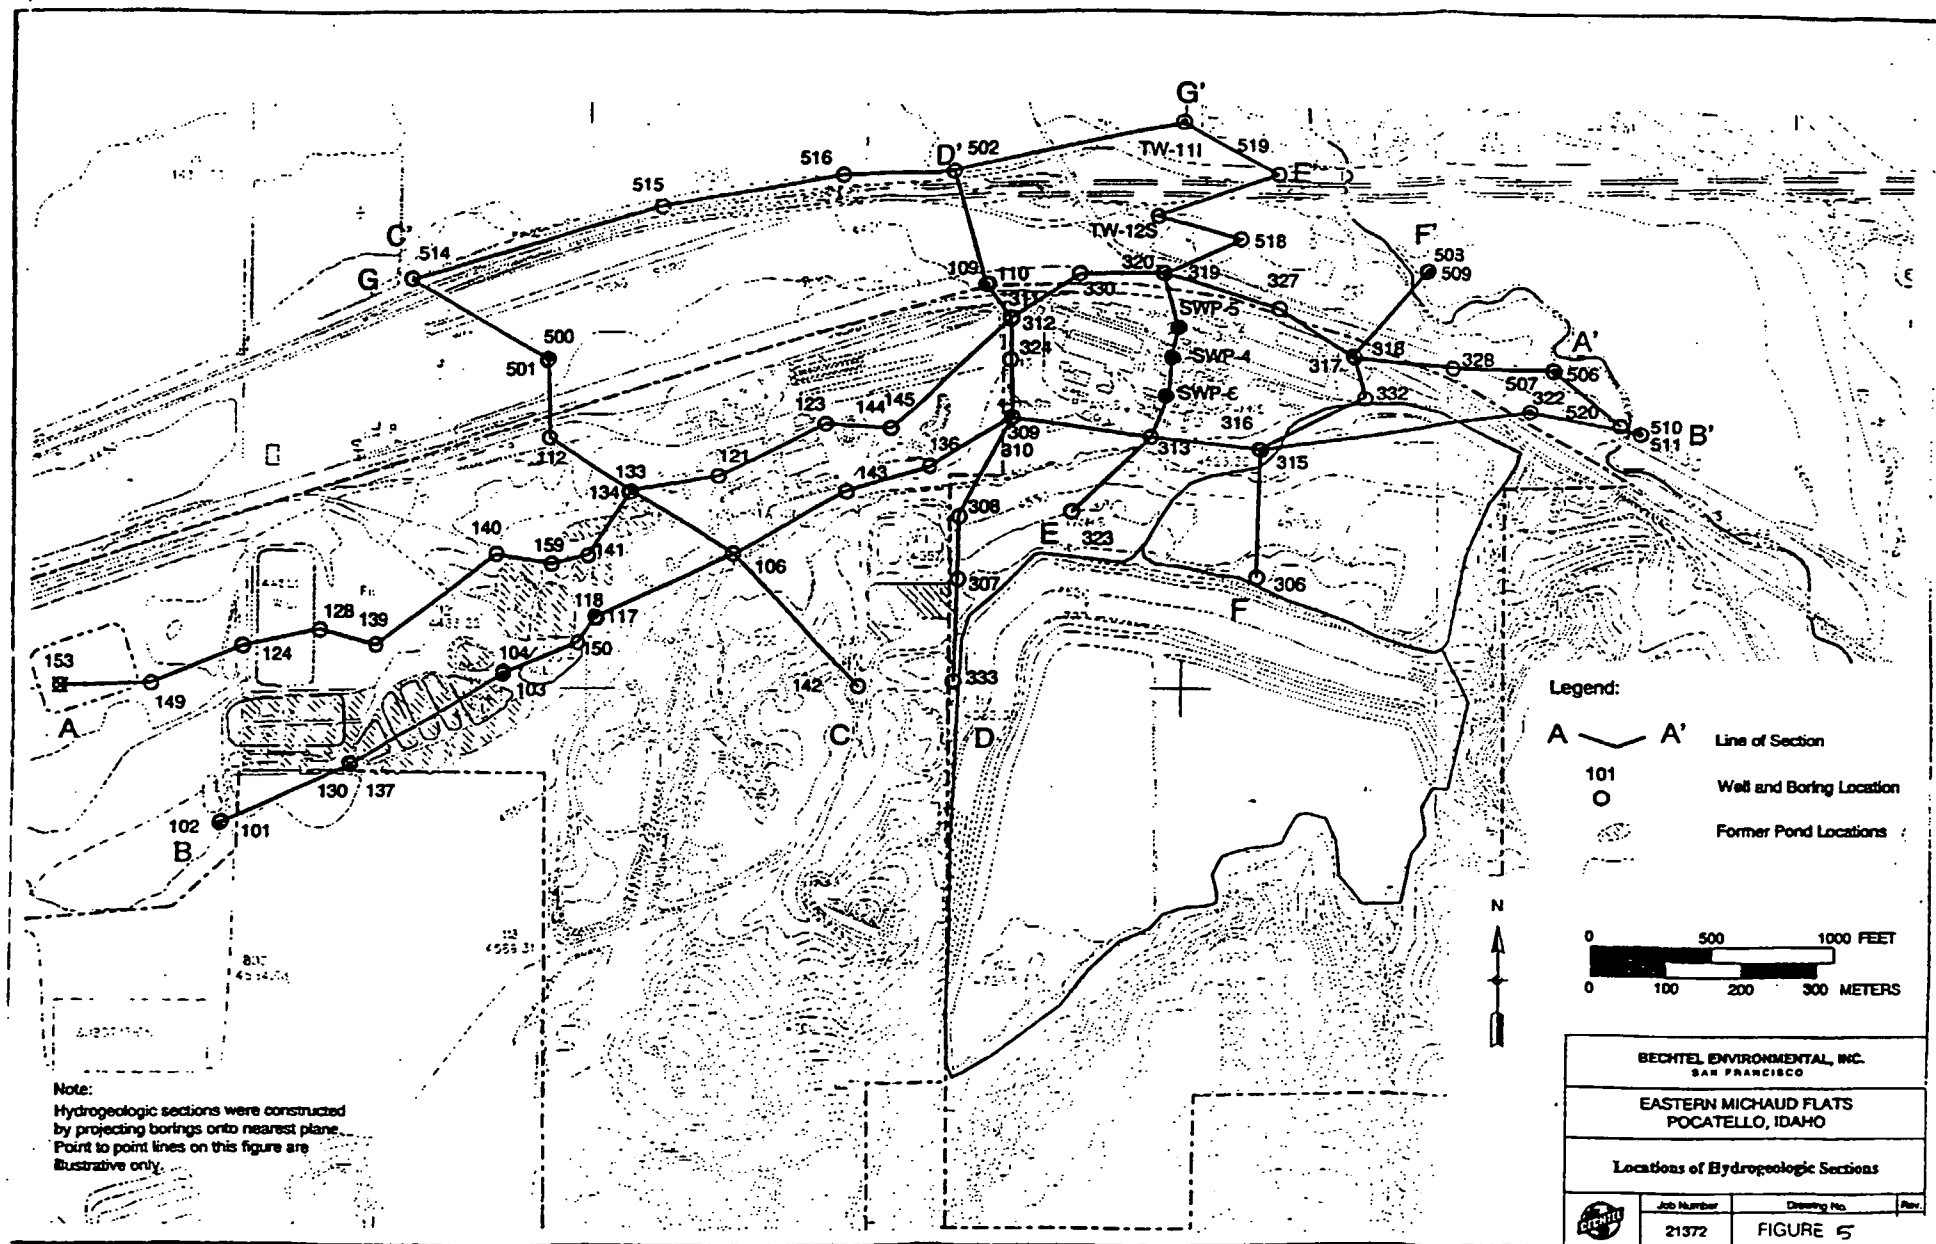 G'
D' 502
TW-11I
519
516
E'
515
C'
514
G
TW-12S
518
F'
503
509
109
110
320
319
327
330
311
312
SWP-5
A'
500
501
324
SWP-4
317
318
328
507
506
332
SWP-6
322
520
510
511
B'
123
144
145
309
310
313
316
315
136
112
133
134
121
143
308
E
323
140
159
141
106
307
306
F
118
117
128
139
150
124
104
103
153
149
142
333
A
C
D
130
137
102
101
B
Legend:
A A' Line of Section
101
Well and Boring Location
Former Pond Locations
N
0 500 1000 FEET
0 100 200 300 METERS
Note:
Hydrogeologic sections were constructed
by projecting borings onto nearest plane.
Point to point lines on this figure are
illustrative only.
BECHTEL ENVIRONMENTAL, INC.
SAN FRANCISCO
EASTERN MICHAUD FLATS
POCATELLO, IDAHO
Locations of Hydrogeologic Sections
BECHTEL
Job Number
Drawing No.
Rev.
21372
FIGURE 5